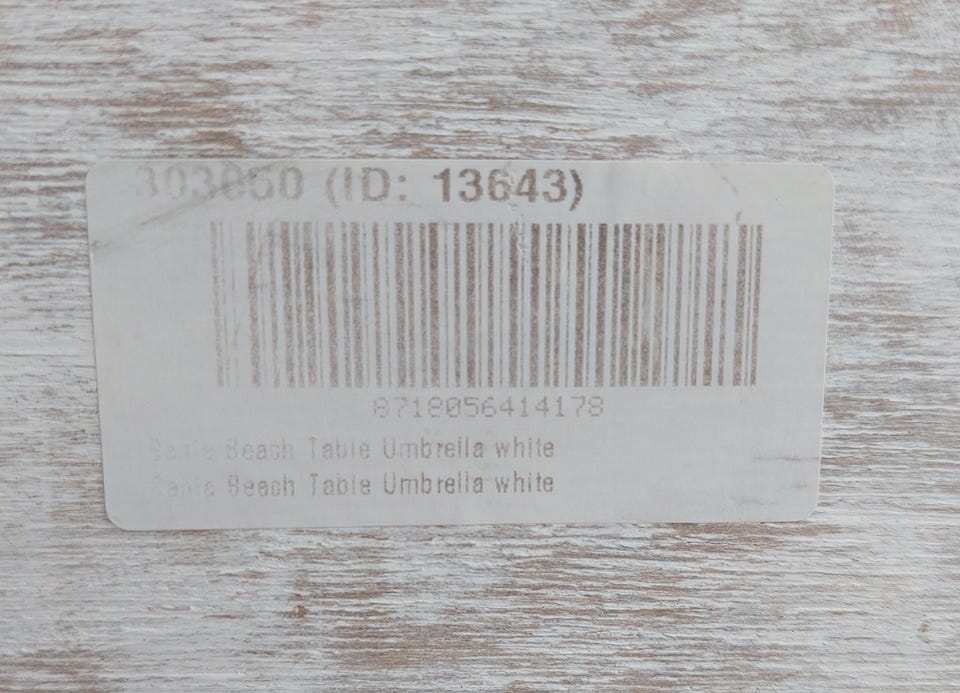 (ID: 13643)
8718056414178
Beach Table Umbrella white
Beach Table Umbrella white